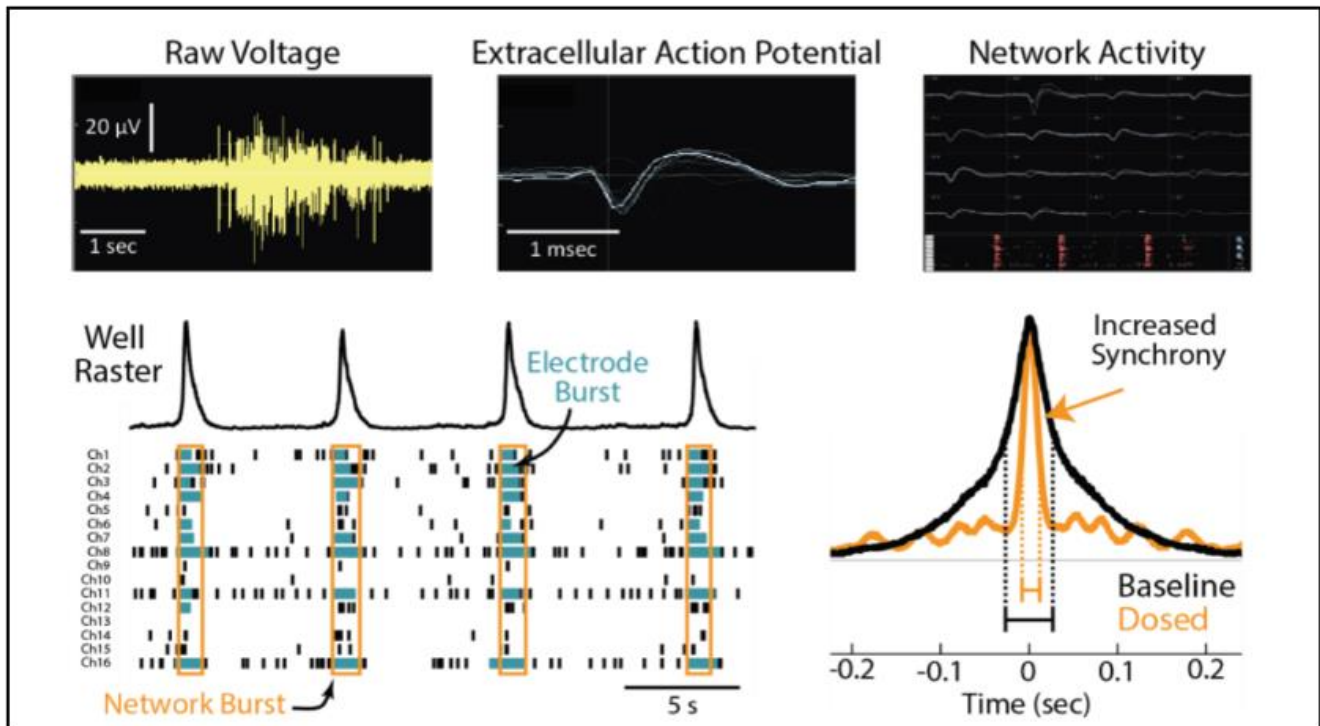 Raw Voltage
Extracellular Action Potential
Network Activity
20 µV
1 sec
1 msec
Well
Raster
Electrode
Burst
Ch1
Ch2
Ch3
Ch4
Ch5
Ch6
Ch7
Ch8
Ch9
Ch10
Ch11
Ch12
Ch13
Ch14
Ch15
Ch16
Network Burst
5 s
Increased
Synchrony
Baseline
Dosed
-0.2
-0.1
0
0.1
0.2
Time (sec)